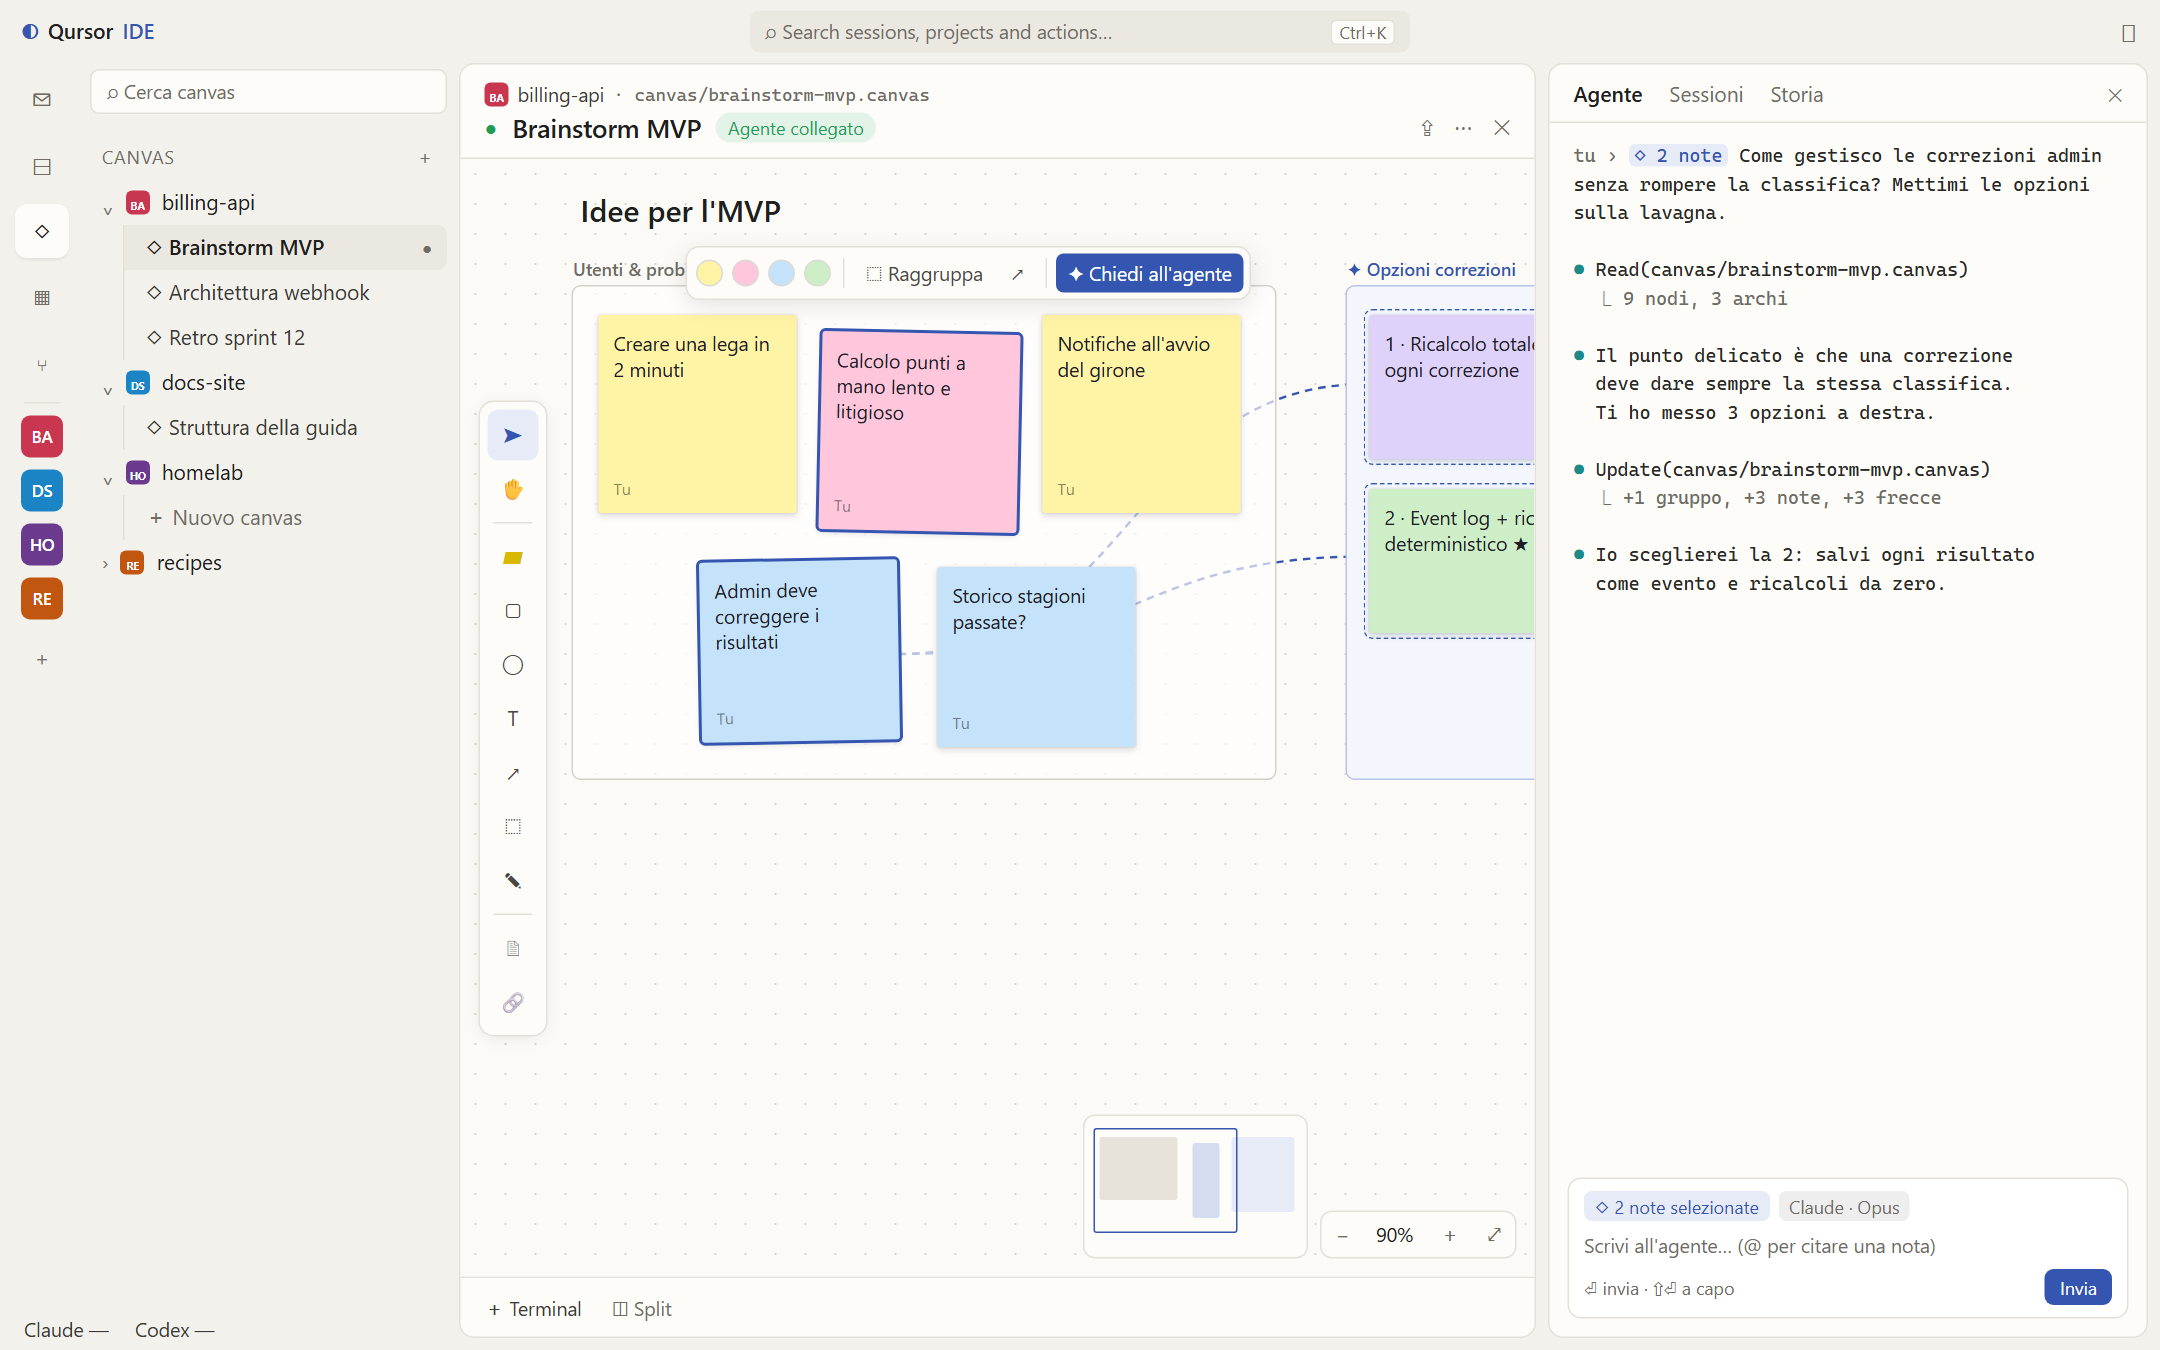 Qursor IDE
Search sessions, projects and actions...
Ctrl+K
Cerca canvas
CANVAS
BA billing-api
Brainstorm MVP
Architettura webhook
Retro sprint 12
DS docs-site
Struttura della guida
HO homelab
+ Nuovo canvas
RE recipes
BA
DS
HO
RE
+
Claude —
Codex —
BA billing-api · canvas/brainstorm-mvp.canvas
Brainstorm MVP
Agente collegato
Idee per l'MVP
Utenti & prob
Raggruppa
Chiedi all'agente
Opzioni correzioni
Creare una lega in
2 minuti
Tu
Calcolo punti a
mano lento e
litigioso
Tu
Notifiche all'avvio
del girone
Tu
Admin deve
correggere i
risultati
Tu
Storico stagioni
passate?
Tu
1 · Ricalcolo total
ogni correzione
2 · Event log + ric
deterministico ★
T
− 90% +
+ Terminal
Split
Agente
Sessioni
Storia
tu › ◇ 2 note Come gestisco le correzioni admin
senza rompere la classifica? Mettimi le opzioni
sulla lavagna.
Read(canvas/brainstorm-mvp.canvas)
9 nodi, 3 archi
Il punto delicato è che una correzione
deve dare sempre la stessa classifica.
Ti ho messo 3 opzioni a destra.
Update(canvas/brainstorm-mvp.canvas)
+1 gruppo, +3 note, +3 frecce
Io sceglierei la 2: salvi ogni risultato
come evento e ricalcoli da zero.
◇ 2 note selezionate
Claude · Opus
Scrivi all'agente... (@ per citare una nota)
⏎ invia · ⇧⏎ a capo
Invia